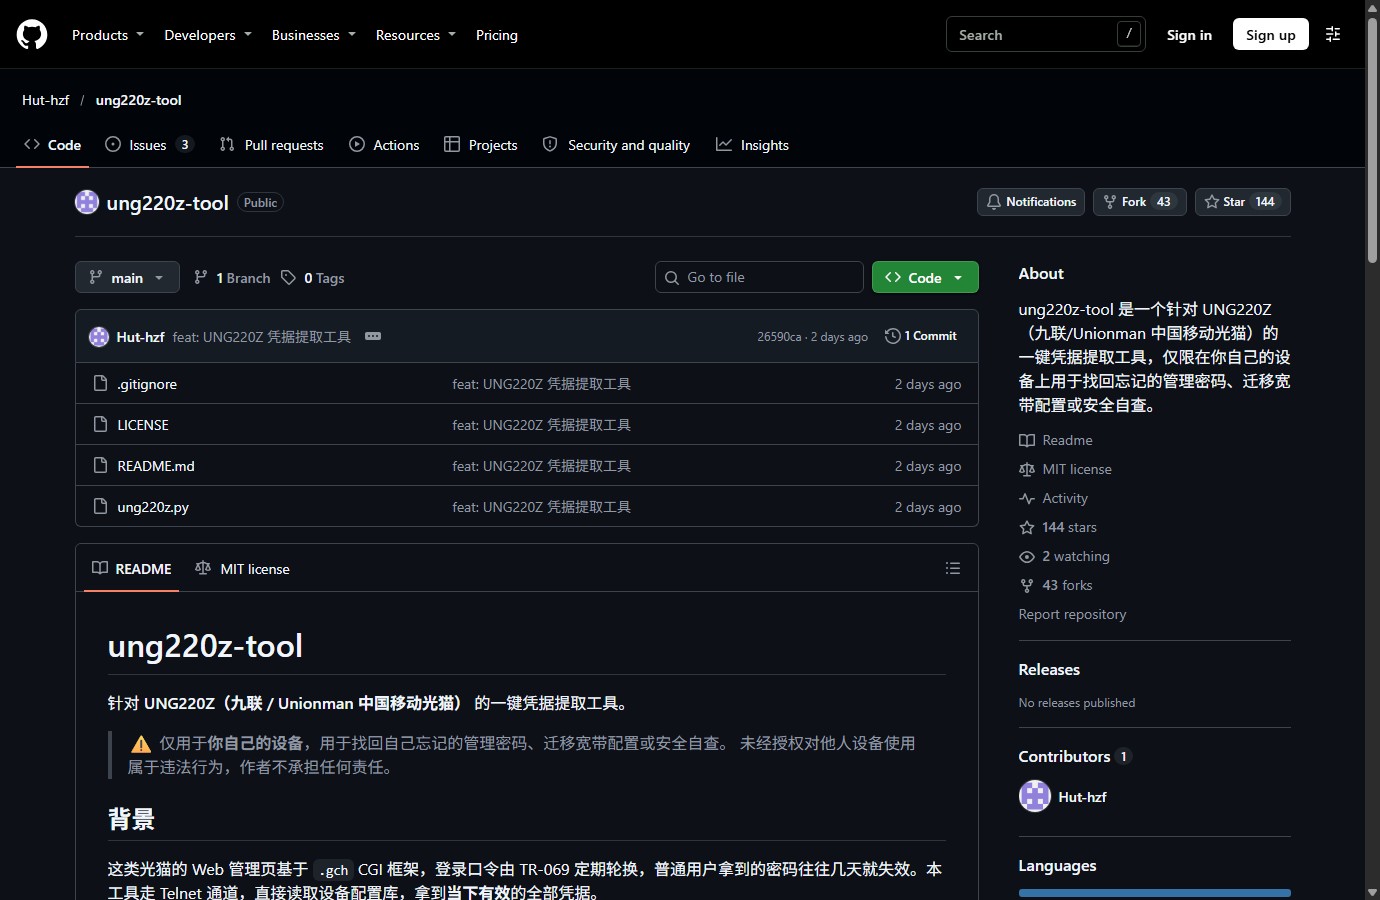 Products Developers Businesses Resources Pricing Search / Sign in Sign up
Hut-hzf / ung220z-tool
Code Issues 3 Pull requests Actions Projects Security and quality Insights
ung220z-tool Public Notifications Fork 43 Star 144
main 1 Branch 0 Tags Go to file Code
Hut-hzf feat: UNG220Z 凭据提取工具 26590ca · 2 days ago 1 Commit
.gitignore feat: UNG220Z 凭据提取工具 2 days ago
LICENSE feat: UNG220Z 凭据提取工具 2 days ago
README.md feat: UNG220Z 凭据提取工具 2 days ago
ung220z.py feat: UNG220Z 凭据提取工具 2 days ago
README MIT license
ung220z-tool
针对 UNG220Z（九联 / Unionman 中国移动光猫） 的一键凭据提取工具。
⚠️ 仅用于你自己的设备，用于找回自己忘记的管理密码、迁移宽带配置或安全自查。 未经授权对他人设备使用
属于违法行为，作者不承担任何责任。
背景
这类光猫的 Web 管理页基于 .gch CGI 框架，登录口令由 TR-069 定期轮换，普通用户拿到的密码往往几天就失效。本
工具走 Telnet 通道，直接读取设备配置库，拿到当下有效的全部凭据。
About
ung220z-tool 是一个针对 UNG220Z
（九联/Unionman 中国移动光猫）的
一键凭据提取工具，仅限在你自己的设
备上用于找回忘记的管理密码、迁移宽
带配置或安全自查。
Readme
MIT license
Activity
144 stars
2 watching
43 forks
Report repository
Releases
No releases published
Contributors 1
Hut-hzf
Languages